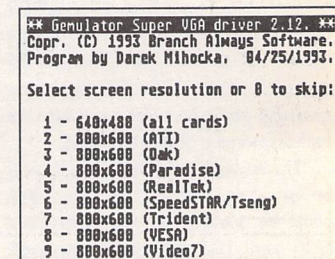 ** Gemulator Super VGA driver 2.12. **
Copr. (C) 1993 Branch Always Software.
Program by Darek Mihocka. 04/25/1993.
Select screen resolution or 0 to skip:
1 - 640x480 (all cards)
2 - 800x600 (ATI)
3 - 800x600 (Oak)
4 - 800x600 (Paradise)
5 - 800x600 (RealTek)
6 - 800x600 (SpeedSTAR/Tseng)
7 - 800x600 (Trident)
8 - 800x600 (VESA)
9 - 800x600 (Video7)